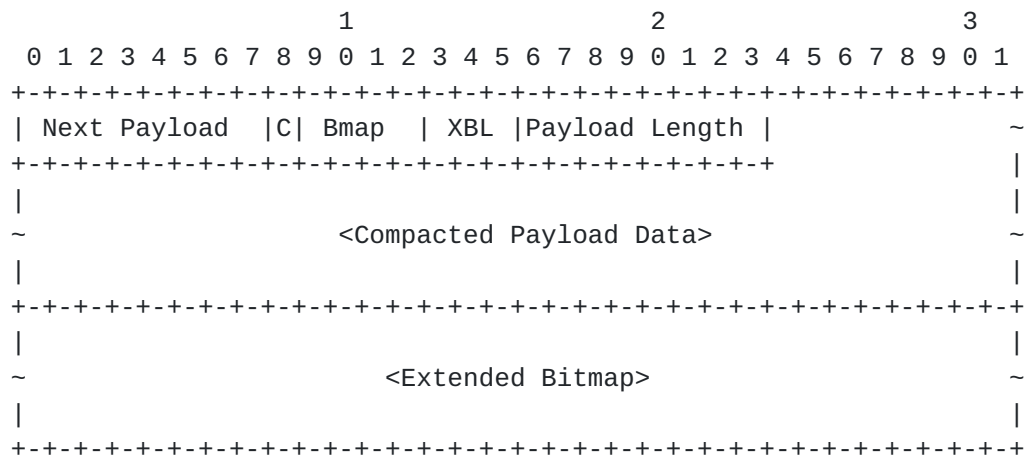 1                   2                   3
 0 1 2 3 4 5 6 7 8 9 0 1 2 3 4 5 6 7 8 9 0 1 2 3 4 5 6 7 8 9 0 1
+-+-+-+-+-+-+-+-+-+-+-+-+-+-+-+-+-+-+-+-+-+-+-+-+-+-+-+-+-+-+-+-+
| Next Payload  |C| Bmap  | XBL |Payload Length |               ~
+-+-+-+-+-+-+-+-+-+-+-+-+-+-+-+-+-+-+-+-+-+-+-+-+               |
|                                                               |
~                    <Compacted Payload Data>                   ~
|                                                               |
+-+-+-+-+-+-+-+-+-+-+-+-+-+-+-+-+-+-+-+-+-+-+-+-+-+-+-+-+-+-+-+-+
|                                                               |
~                       <Extended Bitmap>                       ~
|                                                               |
+-+-+-+-+-+-+-+-+-+-+-+-+-+-+-+-+-+-+-+-+-+-+-+-+-+-+-+-+-+-+-+-+